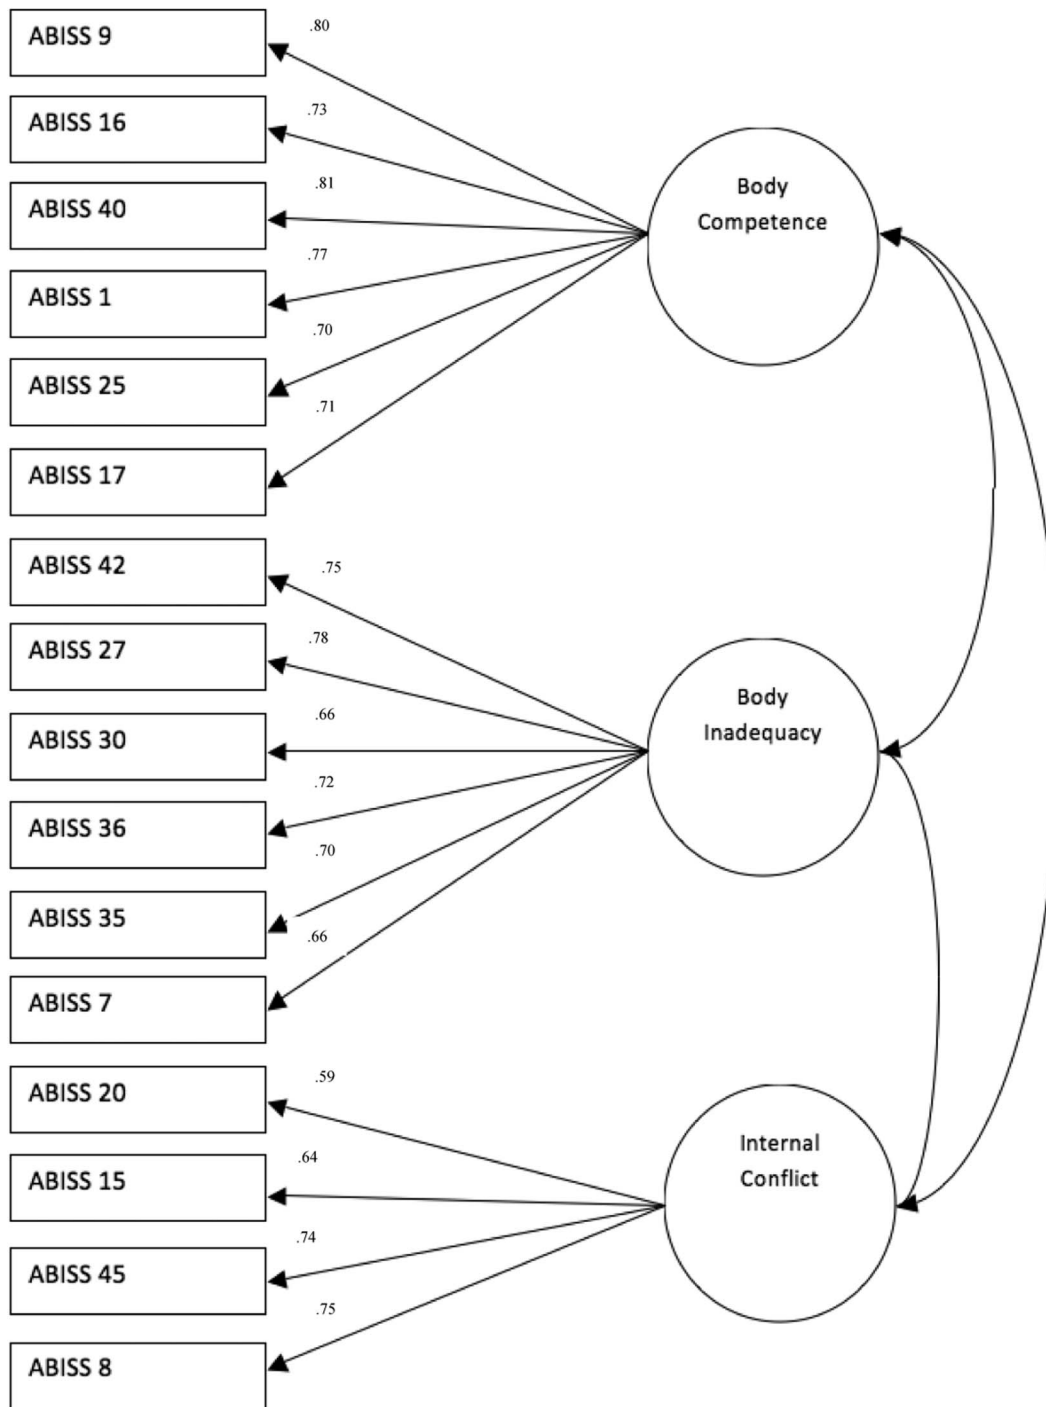 ABISS 9
.80
ABISS 16
.73
ABISS 40
.81
ABISS 1
.77
ABISS 25
.70
ABISS 17
.71
Body
Competence
ABISS 42
.75
ABISS 27
.78
ABISS 30
.66
ABISS 36
.72
ABISS 35
.70
ABISS 7
.66
Body
Inadequacy
ABISS 20
.59
ABISS 15
.64
ABISS 45
.74
ABISS 8
.75
Internal
Conflict